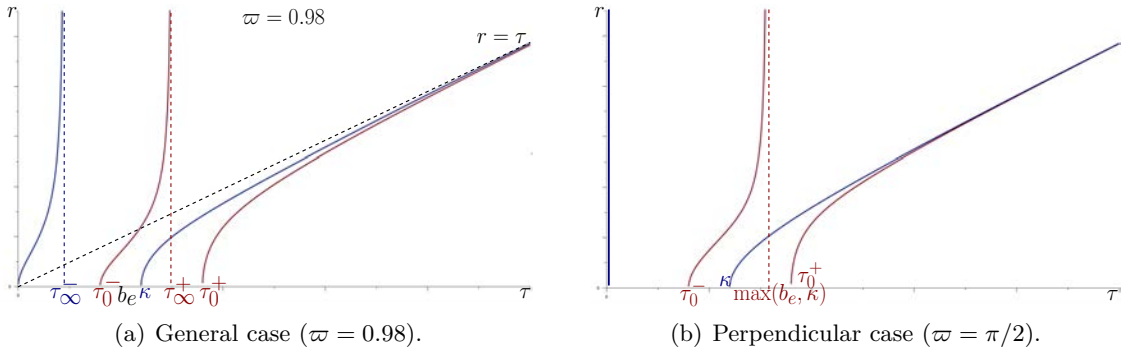 r
ϖ = 0.98
r = τ
τ∞− τ0− be κ τ∞+ τ0+ τ
(a) General case (ϖ = 0.98).
r
τ0− κ max(be, κ) τ0+ τ
(b) Perpendicular case (ϖ = π/2).